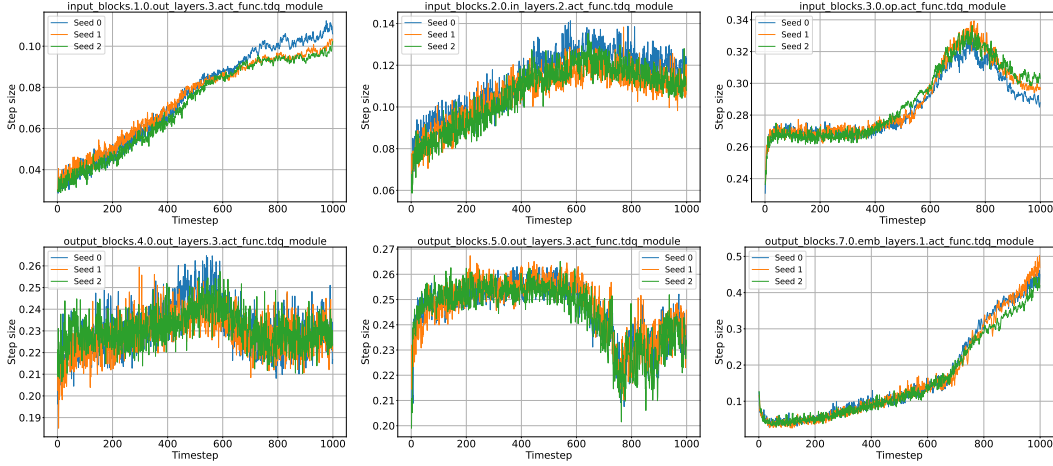 input_blocks.1.0.out_layers.3.act_func.tdq_module
Step size
0.10
0.08
0.06
0.04
Seed 0
Seed 1
Seed 2
0 200 400 600 800 1000
Timestep
input_blocks.2.0.in_layers.2.act_func.tdq_module
Step size
0.14
0.12
0.10
0.08
0.06
Seed 0
Seed 1
Seed 2
0 200 400 600 800 1000
Timestep
input_blocks.3.0.op.act_func.tdq_module
Step size
0.34
0.32
0.30
0.28
0.26
0.24
Seed 0
Seed 1
Seed 2
0 200 400 600 800 1000
Timestep
output_blocks.4.0.out_layers.3.act_func.tdq_module
Step size
0.26
0.25
0.24
0.23
0.22
0.21
0.20
0.19
Seed 0
Seed 1
Seed 2
0 200 400 600 800 1000
Timestep
output_blocks.5.0.out_layers.3.act_func.tdq_module
Step size
0.27
0.26
0.25
0.24
0.23
0.22
0.21
0.20
Seed 0
Seed 1
Seed 2
0 200 400 600 800 1000
Timestep
output_blocks.7.0.emb_layers.1.act_func.tdq_module
Step size
0.5
0.4
0.3
0.2
0.1
Seed 0
Seed 1
Seed 2
0 200 400 600 800 1000
Timestep